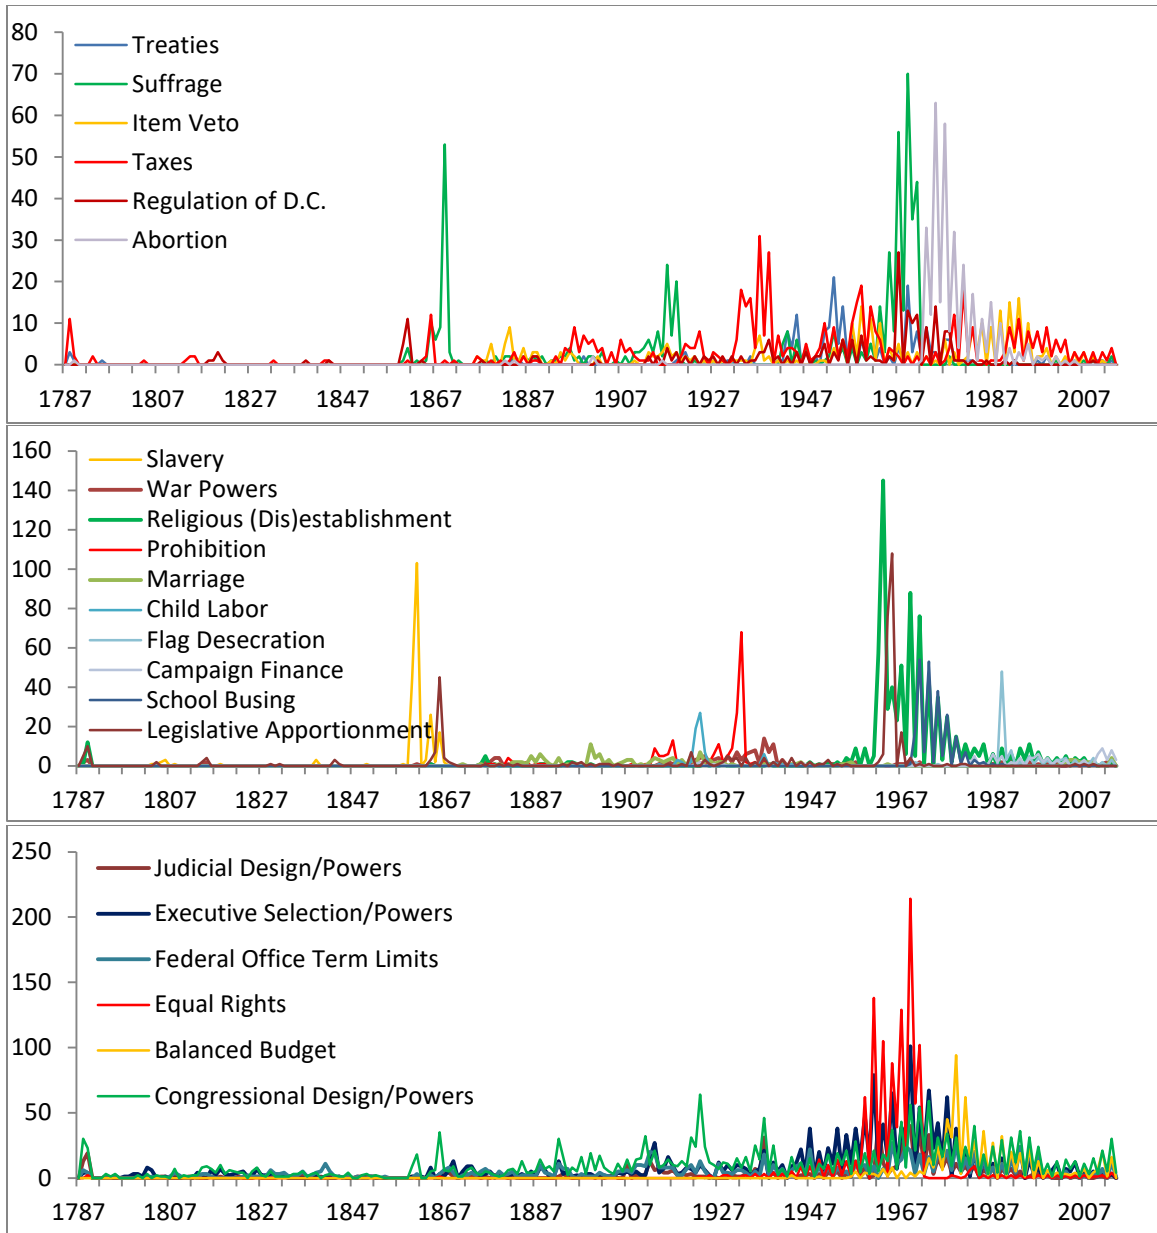 80
70
60
50
40
30
20
10
0
Treaties
Suffrage
Item Veto
Taxes
Regulation of D.C.
Abortion
1787 1807 1827 1847 1867 1887 1907 1927 1947 1967 1987 2007
160
140
120
100
80
60
40
20
0
Slavery
War Powers
Religious (Dis)establishment
Prohibition
Marriage
Child Labor
Flag Desecration
Campaign Finance
School Busing
Legislative Apportionment
1787 1807 1827 1847 1867 1887 1907 1927 1947 1967 1987 2007
250
200
150
100
50
0
Judicial Design/Powers
Executive Selection/Powers
Federal Office Term Limits
Equal Rights
Balanced Budget
Congressional Design/Powers
1787 1807 1827 1847 1867 1887 1907 1927 1947 1967 1987 2007